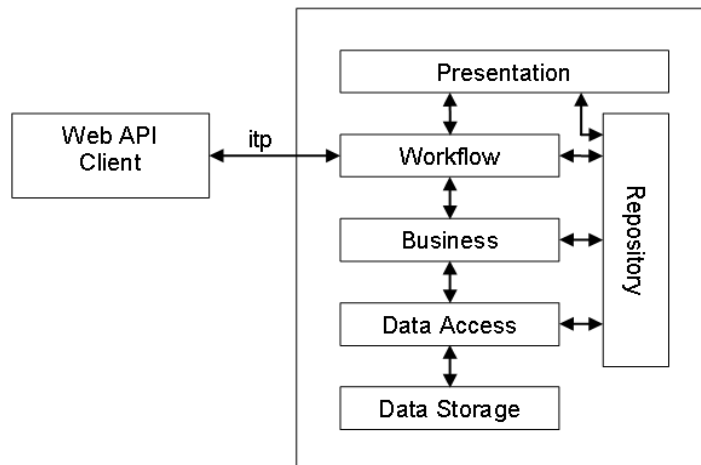 Presentation
Web API
Client
itp
Workflow
Repository
Business
Data Access
Data Storage